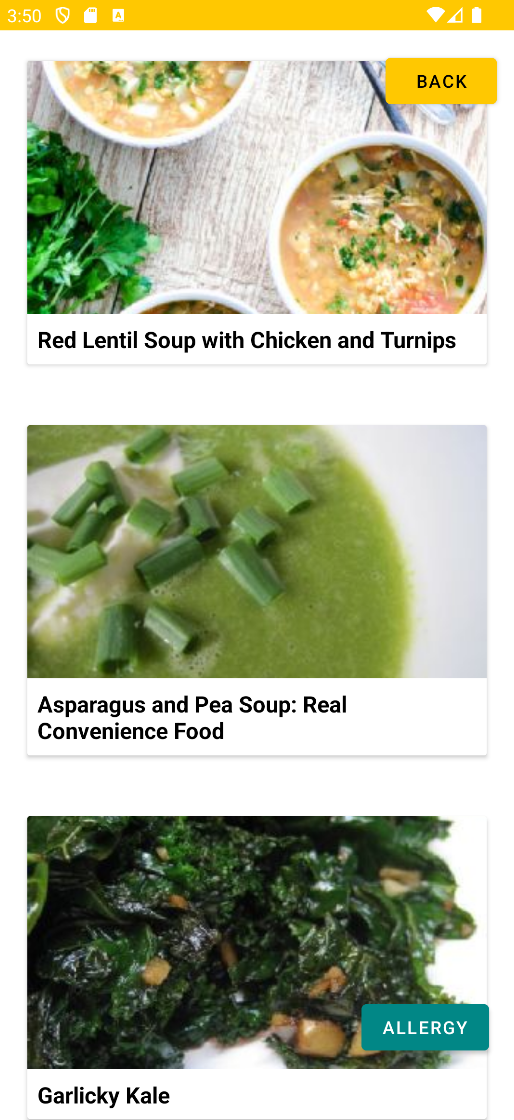 3:50
BACK
Red Lentil Soup with Chicken and Turnips
Asparagus and Pea Soup: Real
Convenience Food
ALLERGY
Garlicky Kale